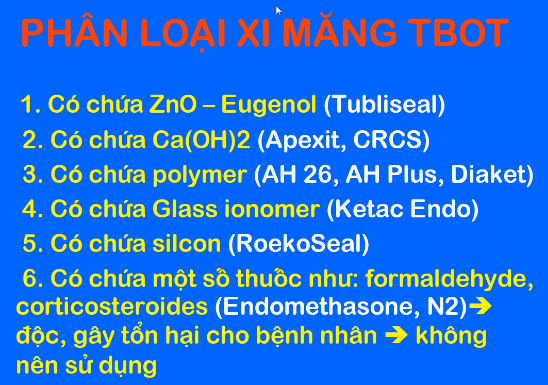 PHÂN LOẠI XI MĂNG TBOT
1. Có chứa ZnO – Eugenol (Tubliseal)
2. Có chứa Ca(OH)2 (Apexit, CRCS)
3. Có chứa polymer (AH 26, AH Plus, Diaket)
4. Có chứa Glass ionomer (Ketac Endo)
5. Có chứa silcon (RoekoSeal)
6. Có chứa một số thuốc như: formaldehyde,
corticosteroides (Endomethasone, N2)➔
độc, gây tổn hại cho bệnh nhân ➔ không
nên sử dụng